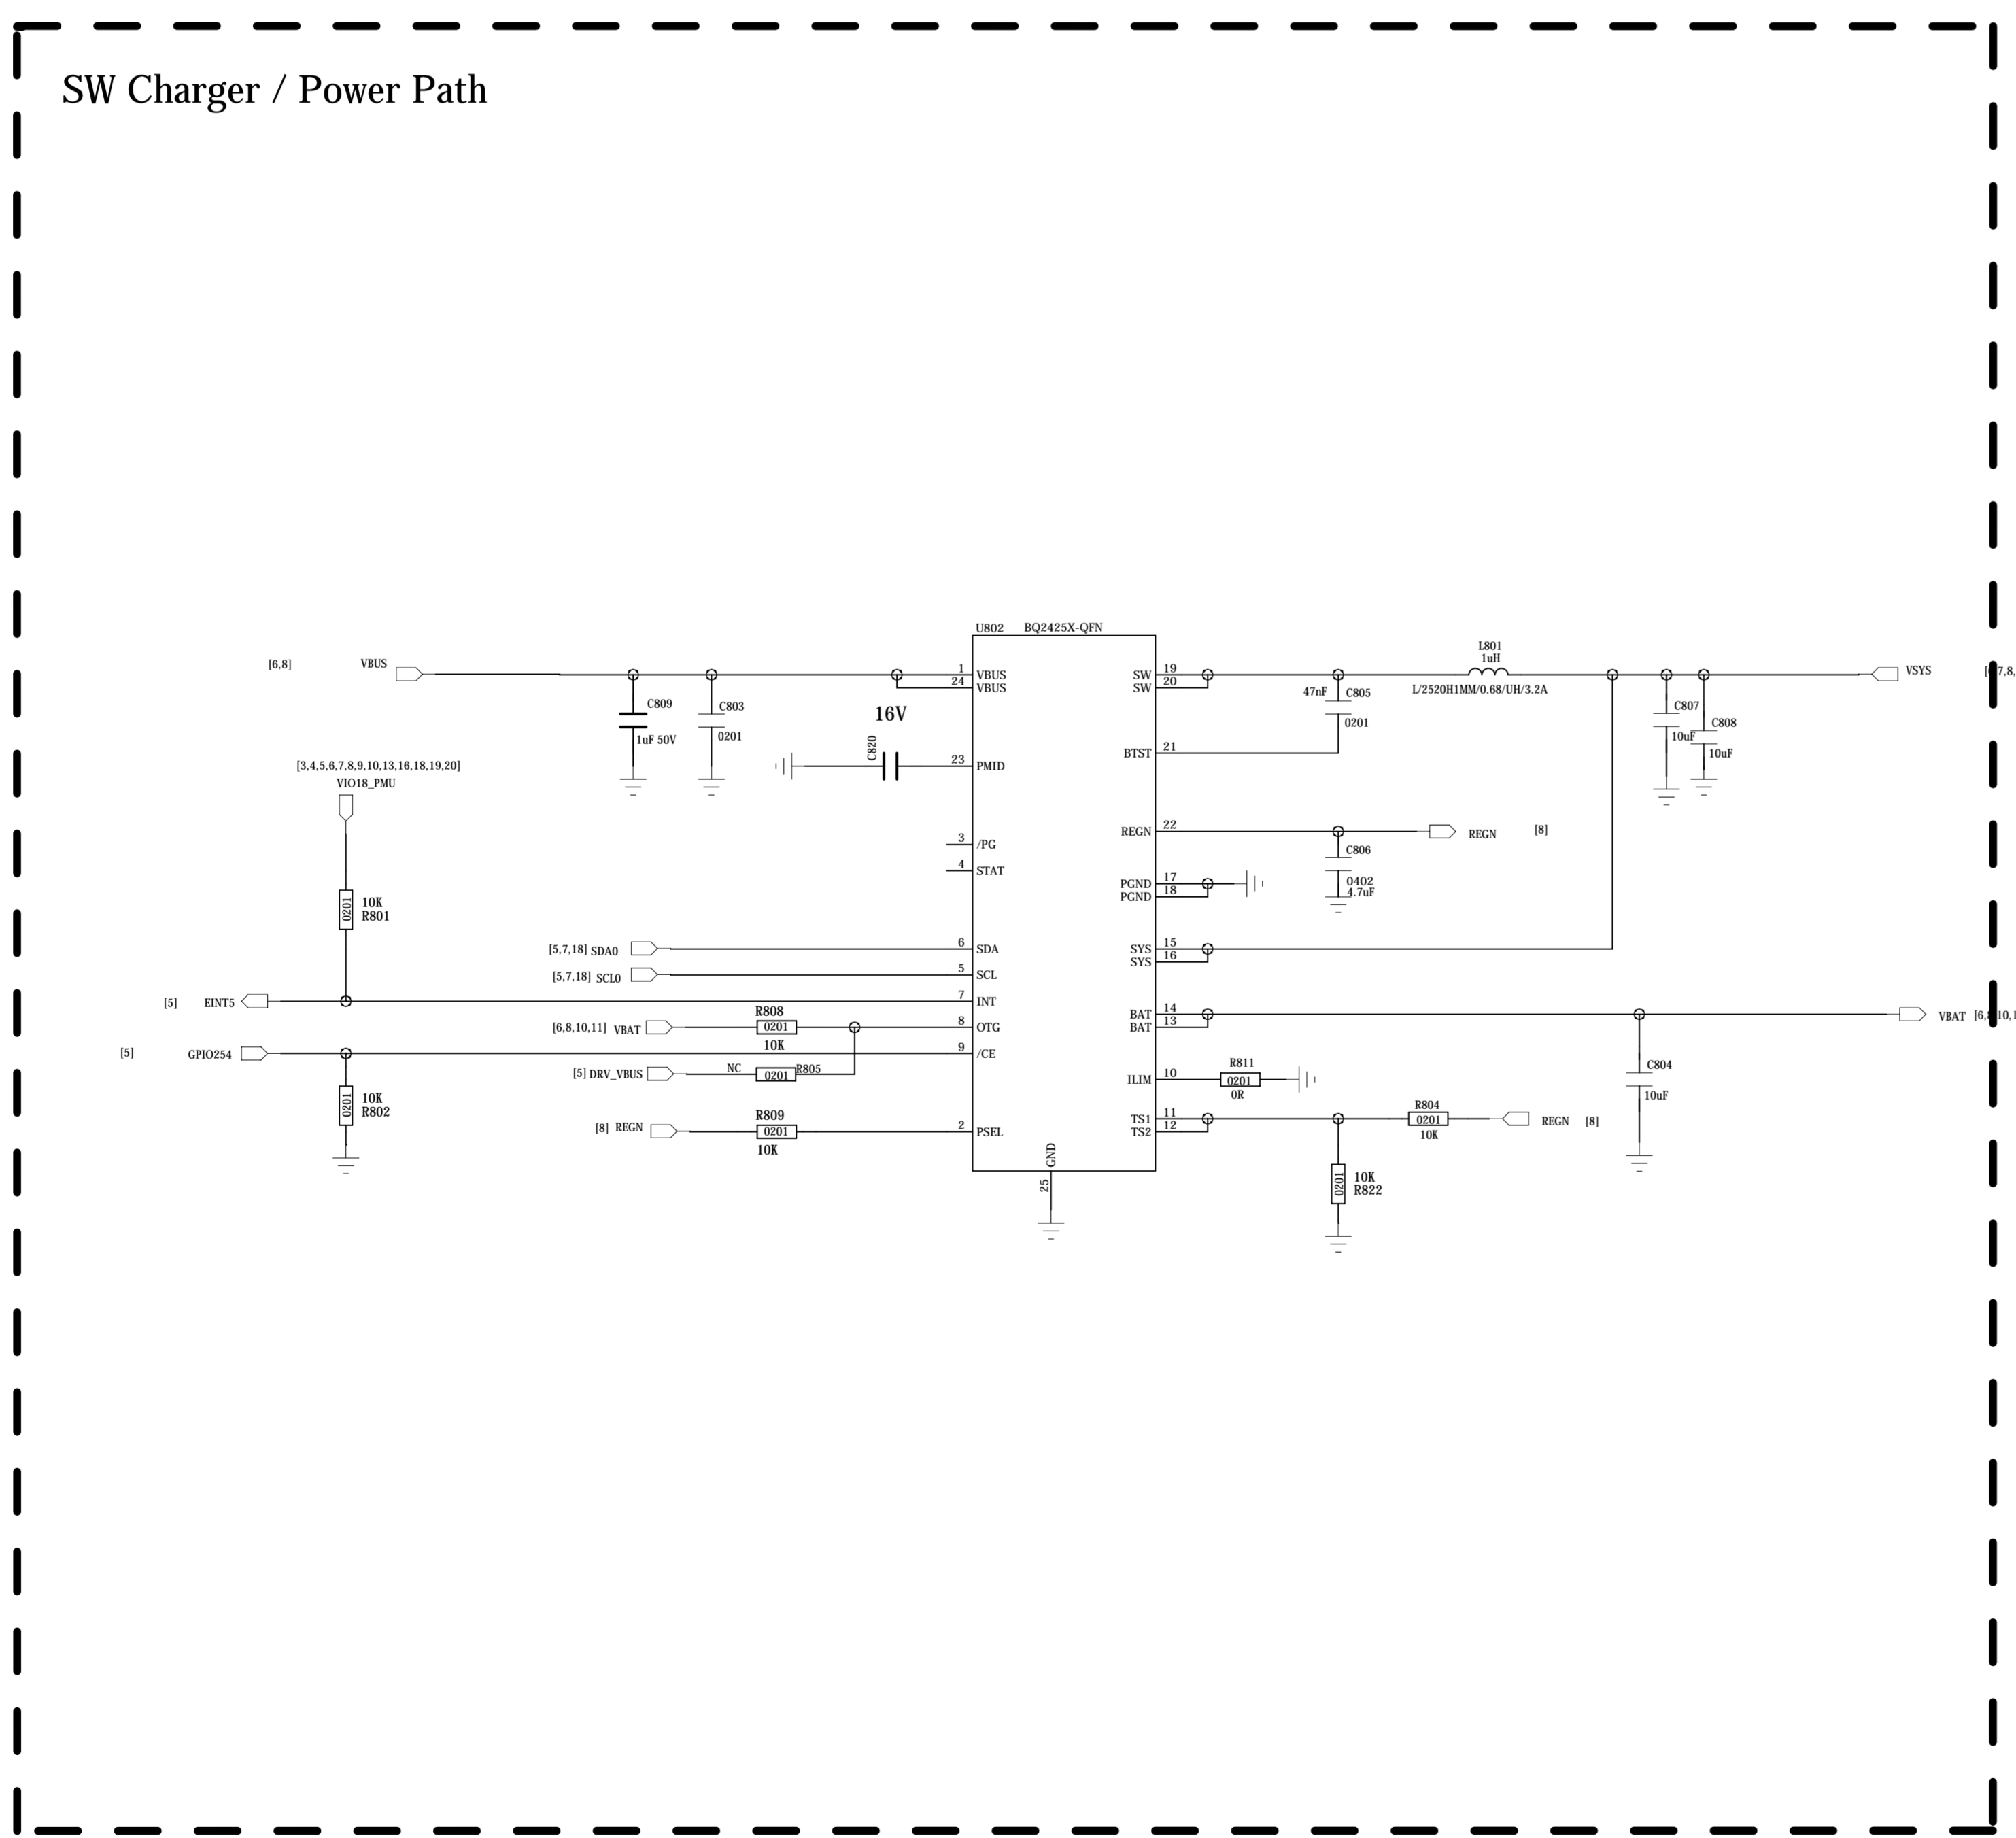 SW Charger / Power Path
U802 BQ2425X-QFN
[6,8] VBUS
1 VBUS
24 VBUS
C809
1uF 50V
C803
0201
16V
C820
23 PMID
[3,4,5,6,7,8,9,10,13,16,18,19,20]
VIO18_PMU
3 /PG
4 STAT
0201
10K
R801
[5,7,18] SDA0
6 SDA
[5,7,18] SCL0
5 SCL
[5] EINT5
7 INT
[6,8,10,11] VBAT
R808
0201
10K
8 OTG
[5] GPIO254
9 /CE
[5] DRV_VBUS
NC
0201
R805
0201
10K
R802
[8] REGN
R809
0201
10K
2 PSEL
GND
25
SW 19
SW 20
47nF C805
0201
L801
1uH
L/2520H1MM/0.68/UH/3.2A
VSYS
C807
10uF
C808
10uF
BTST 21
REGN 22
REGN [8]
C806
0402
4.7uF
PGND 17
PGND 18
SYS 15
SYS 16
BAT 14
BAT 13
VBAT
C804
10uF
ILIM 10
R811
0201
0R
TS1 11
TS2 12
R804
0201
10K
REGN [8]
0201
10K
R822